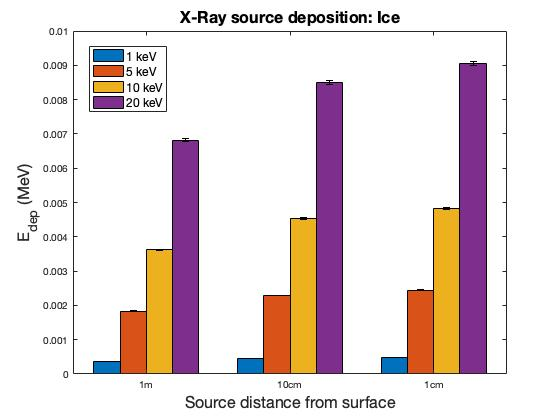 X-Ray source deposition: Ice
0.01
0.009
0.008
0.007
0.006
0.005
0.004
0.003
0.002
0.001
0
E_dep (MeV)
1 keV
5 keV
10 keV
20 keV
1m
10cm
1cm
Source distance from surface